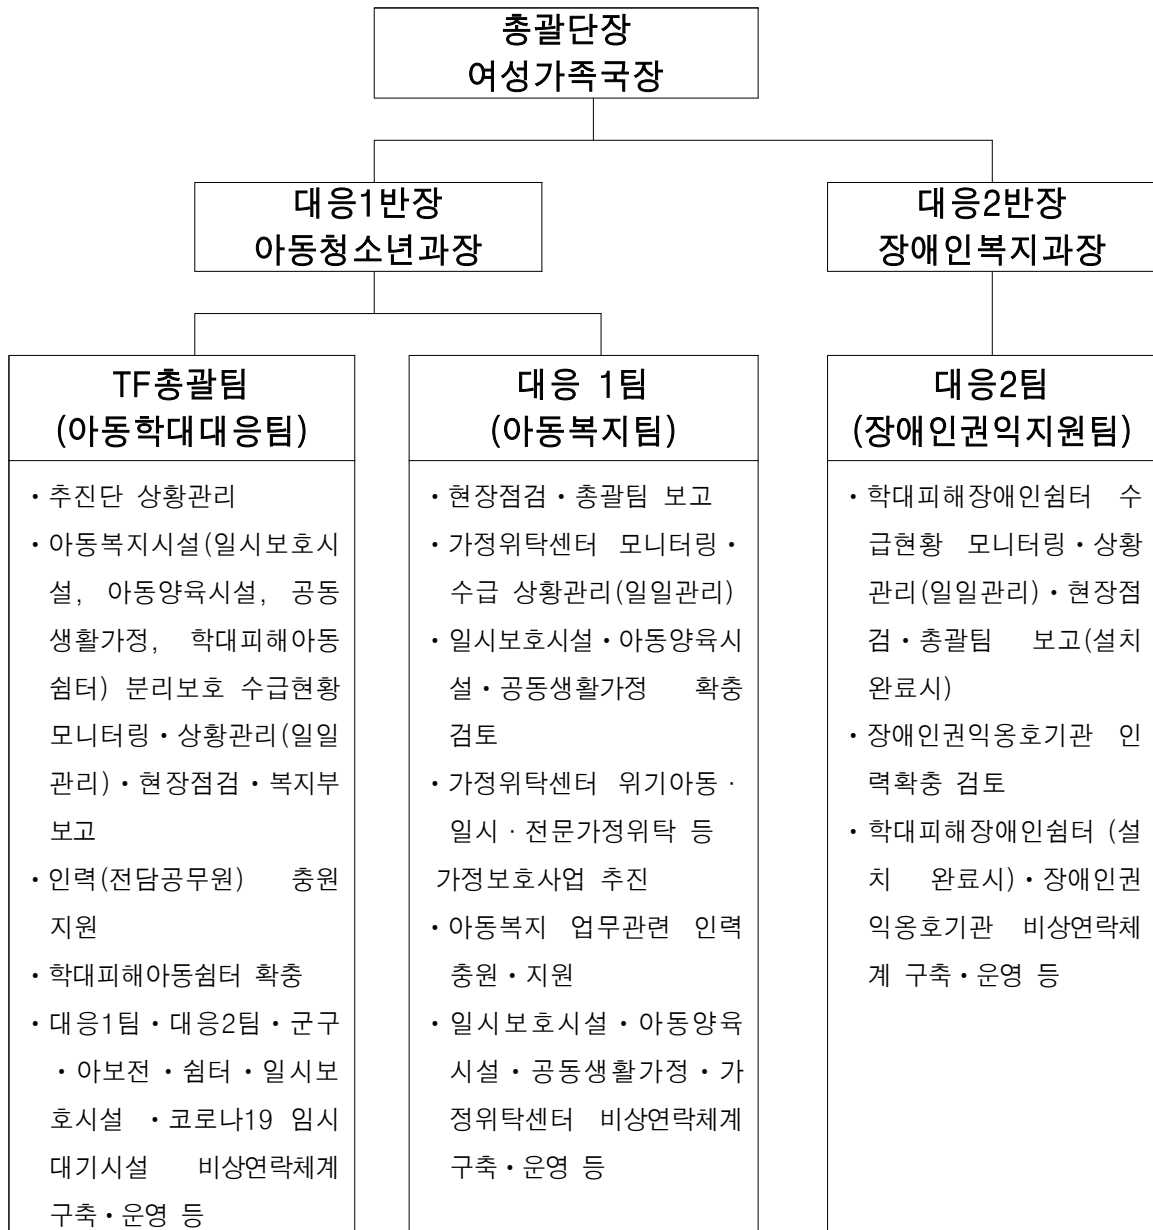 총괄단장
여성가족국장
대응1반장
아동청소년과장
대응2반장
장애인복지과장
TF총괄팀
(아동학대대응팀)
・추진단 상황관리
・아동복지시설(일시보호시
설, 아동양육시설, 공동
생활가정, 학대피해아동
쉼터) 분리보호 수급현황
모니터링・상황관리(일일
관리)・현장점검・복지부
보고
・인력(전담공무원) 충원
지원
・학대피해아동쉼터 확충
・대응1팀・대응2팀・군구
・아보전・쉼터・일시보
호시설 ・코로나19 임시
대기시설 비상연락체계
구축・운영 등
대응 1팀
(아동복지팀)
・현장점검・총괄팀 보고
・가정위탁센터 모니터링・
수급 상황관리(일일관리)
・일시보호시설・아동양육시
설・공동생활가정 확충
검토
・가정위탁센터 위기아동·
일시·전문가정위탁 등
가정보호사업 추진
・아동복지 업무관련 인력
충원・지원
・일시보호시설・아동양육
시설・공동생활가정・가
정위탁센터 비상연락체계
구축・운영 등
대응2팀
(장애인권익지원팀)
・학대피해장애인쉼터 수
급현황 모니터링・상황
관리(일일관리)・현장점
검・총괄팀 보고(설치
완료시)
・장애인권익옹호기관 인
력확충 검토
・학대피해장애인쉼터 (설
치 완료시)・장애인권
익옹호기관 비상연락체
계 구축・운영 등